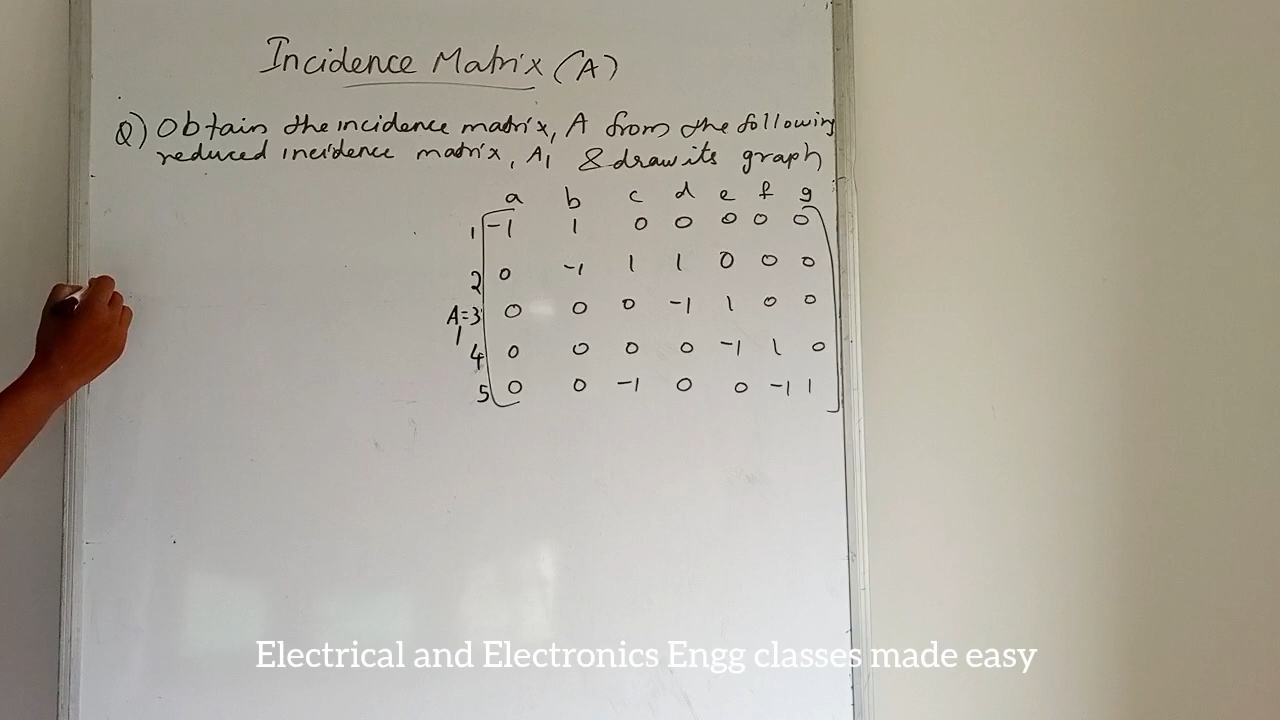 Incidence Matrix (A)
Q) Obtain the incidence matrix, A from the following
reduced incidence matrix, A1 & draw its graph
a b c d e f g
1 -1 1 0 0 0 0 0
2 0 -1 1 1 0 0 0
A1 = 3 0 0 0 -1 1 0 0
4 0 0 0 0 -1 1 0
5 0 0 -1 0 0 -1 1
Electrical and Electronics Engg classes made easy